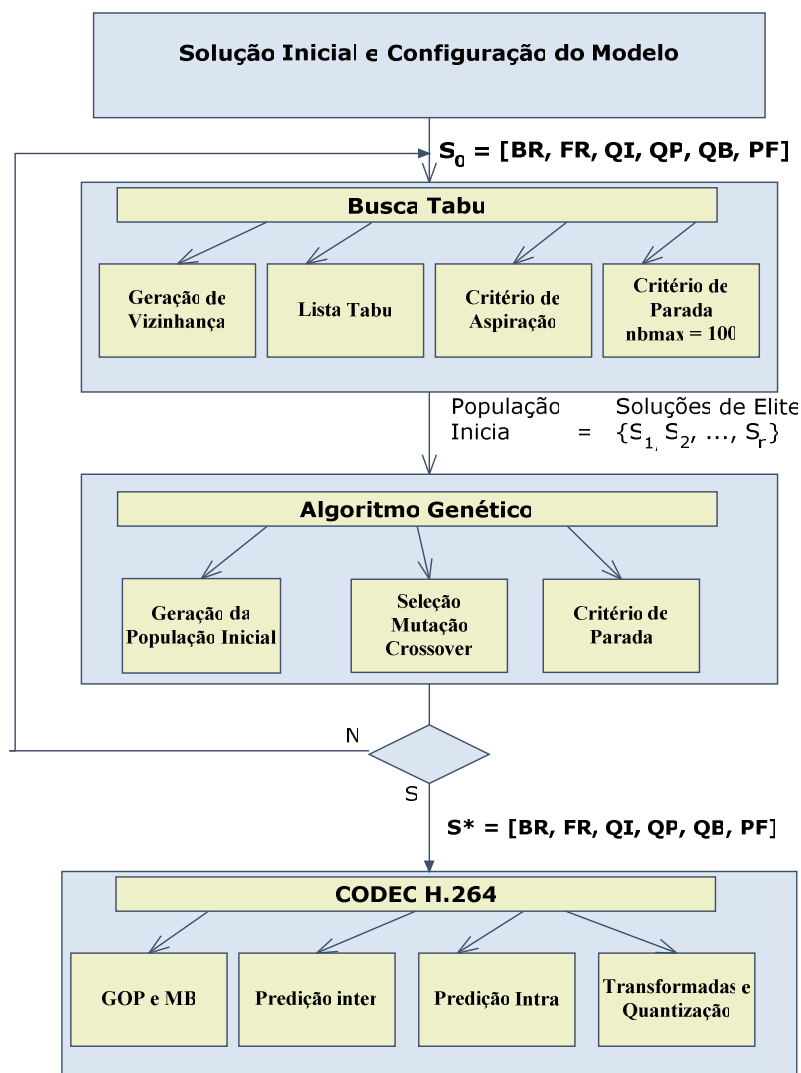 Solução Inicial e Configuração do Modelo
S0 = [BR, FR, QI, QP, QB, PF]
Busca Tabu
Geração de
Vizinhança
Lista Tabu
Critério de
Aspiração
Critério de
Parada
nbmax = 100
População Soluções de Elite
Inicia = {S1, S2, ..., Sr}
Algoritmo Genético
Geração da
População Inicial
Seleção
Mutação
Crossover
Critério de
Parada
N
S
S* = [BR, FR, QI, QP, QB, PF]
CODEC H.264
GOP e MB
Predição inter
Predição Intra
Transformadas e
Quantização